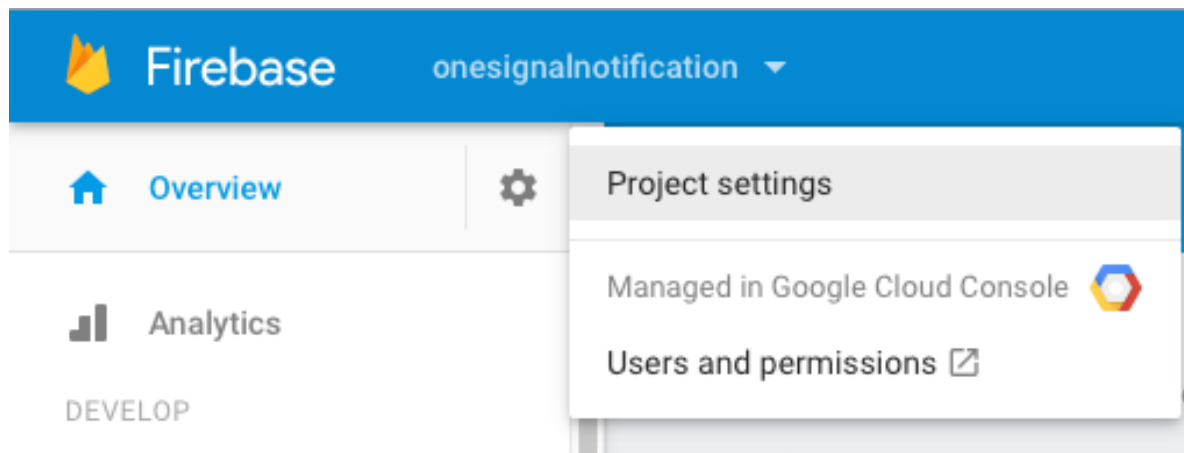 Firebase
onesignalnotification
Overview
Project settings
Managed in Google Cloud Console
Analytics
Users and permissions
DEVELOP